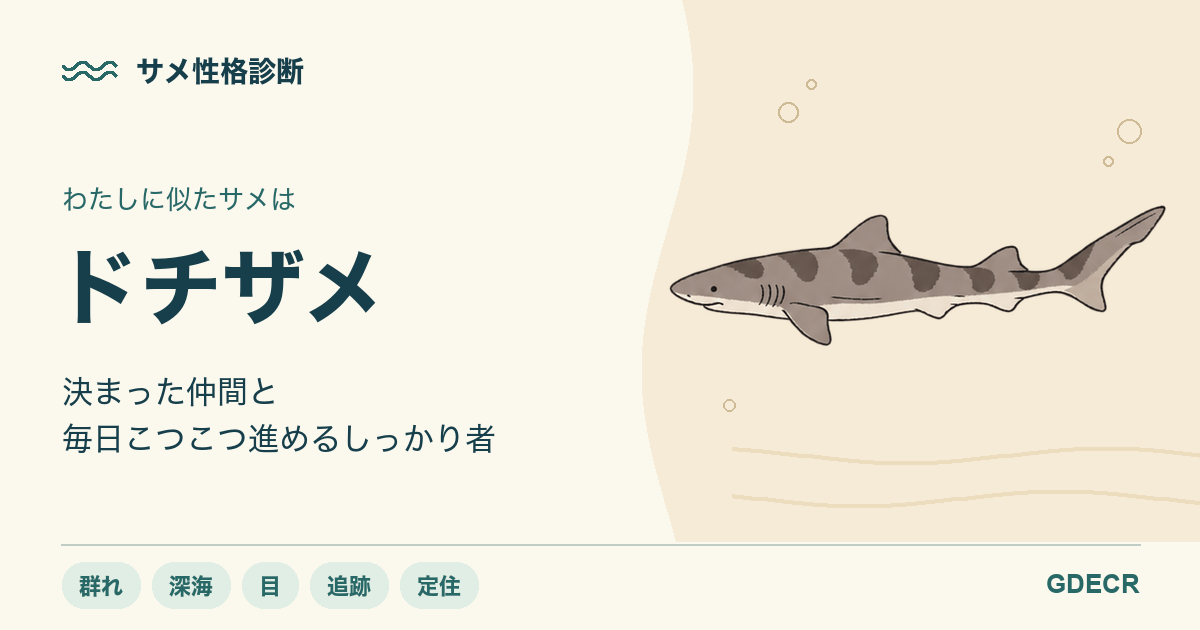 サメ性格診断
わたしに似たサメは
ドチザメ
決まった仲間と
毎日こつこつ進めるしっかり者
群れ 深海 目 追跡 定住
GDECR